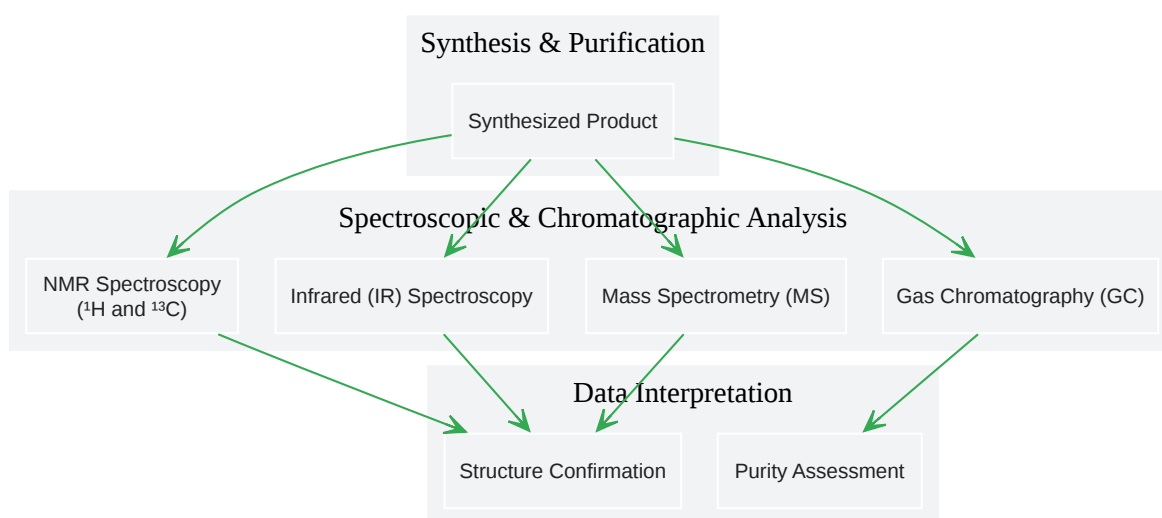 Synthesis & Purification
Synthesized Product
Spectroscopic & Chromatographic Analysis
NMR Spectroscopy
(¹H and ¹³C)
Infrared (IR) Spectroscopy
Mass Spectrometry (MS)
Gas Chromatography (GC)
Data Interpretation
Structure Confirmation
Purity Assessment